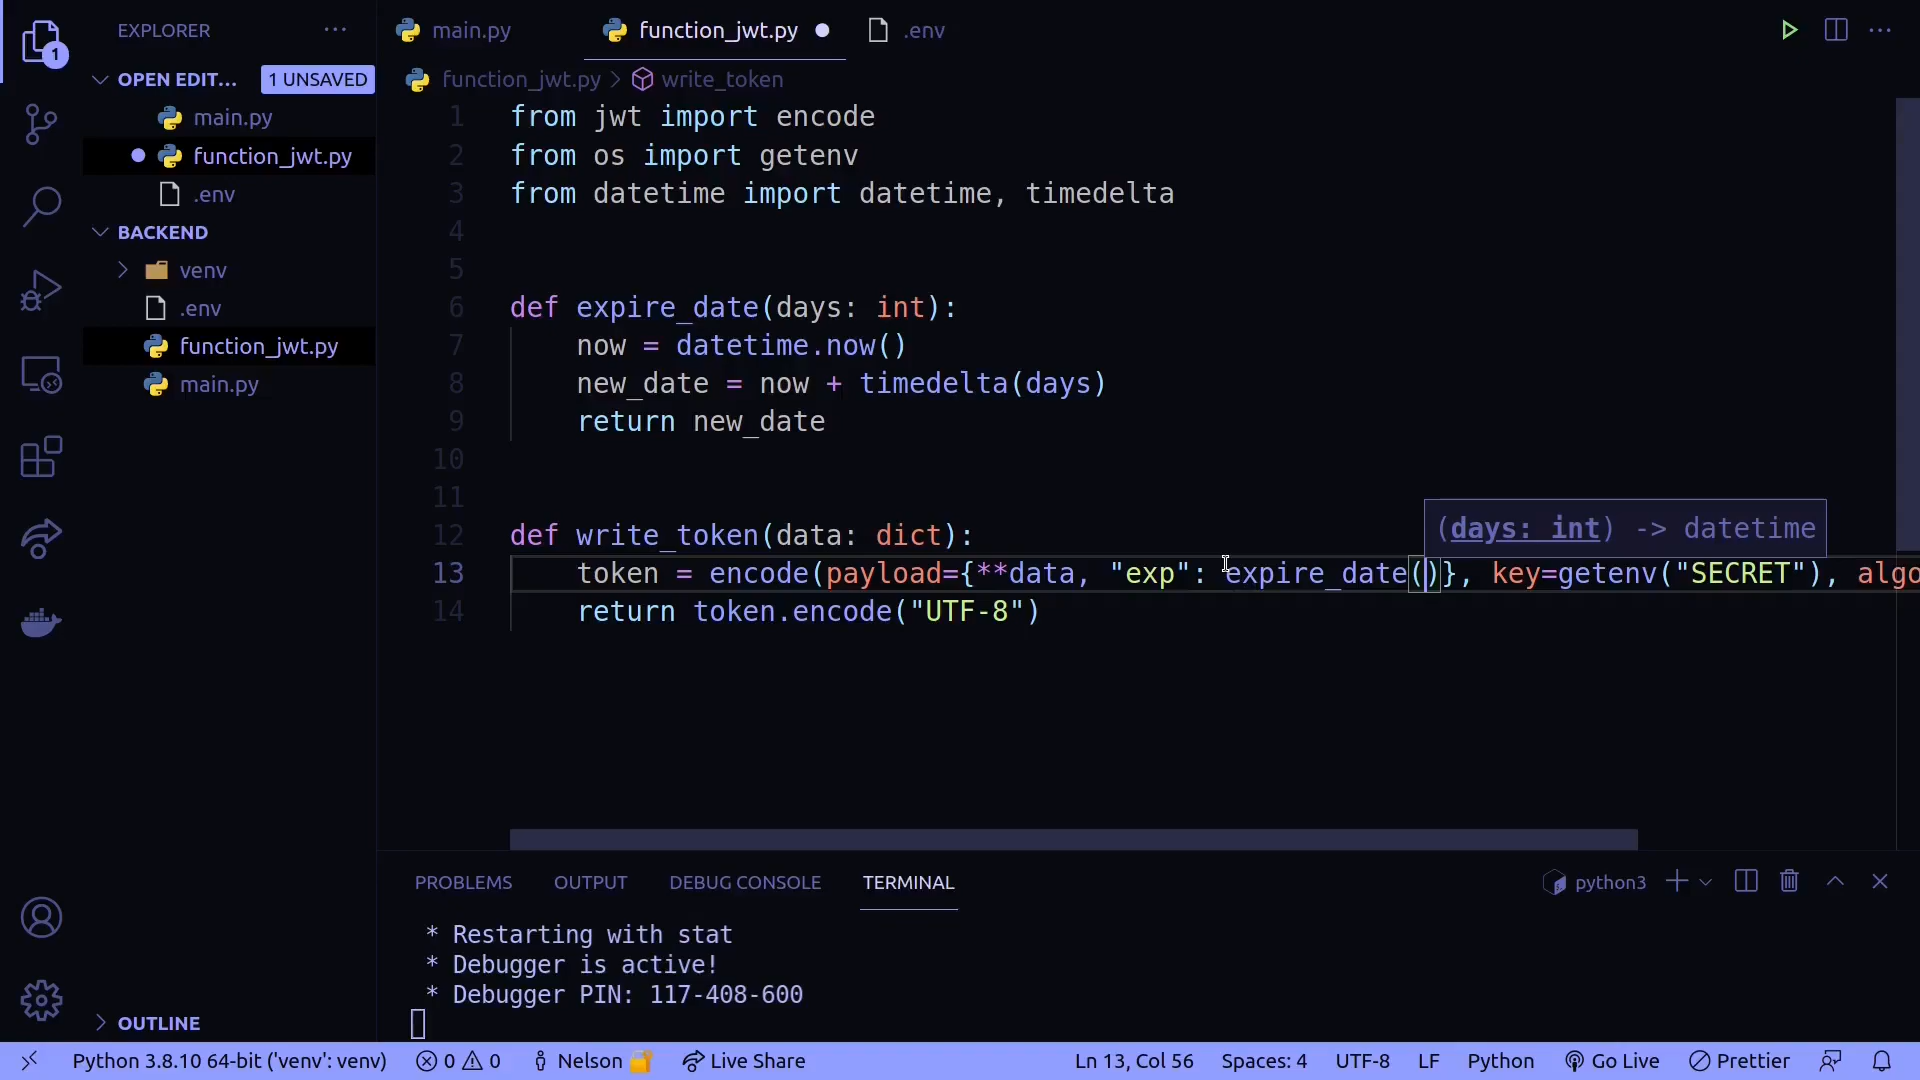 EXPLORER
OPEN EDIT... 1 UNSAVED
main.py
function_jwt.py
.env
BACKEND
venv
.env
function_jwt.py
main.py
OUTLINE
main.py function_jwt.py .env
function_jwt.py > write_token
1 from jwt import encode
2 from os import getenv
3 from datetime import datetime, timedelta
4
5
6 def expire_date(days: int):
7 now = datetime.now()
8 new_date = now + timedelta(days)
9 return new_date
10
11
(days: int) -> datetime
12 def write_token(data: dict):
13 token = encode(payload={**data, "exp": expire_date()}, key=getenv("SECRET"), algo
14 return token.encode("UTF-8")
PROBLEMS OUTPUT DEBUG CONSOLE TERMINAL python3
* Restarting with stat
* Debugger is active!
* Debugger PIN: 117-408-600
Python 3.8.10 64-bit ('venv': venv) 0 0 Nelson Live Share Ln 13, Col 56 Spaces: 4 UTF-8 LF Python Go Live Prettier
1